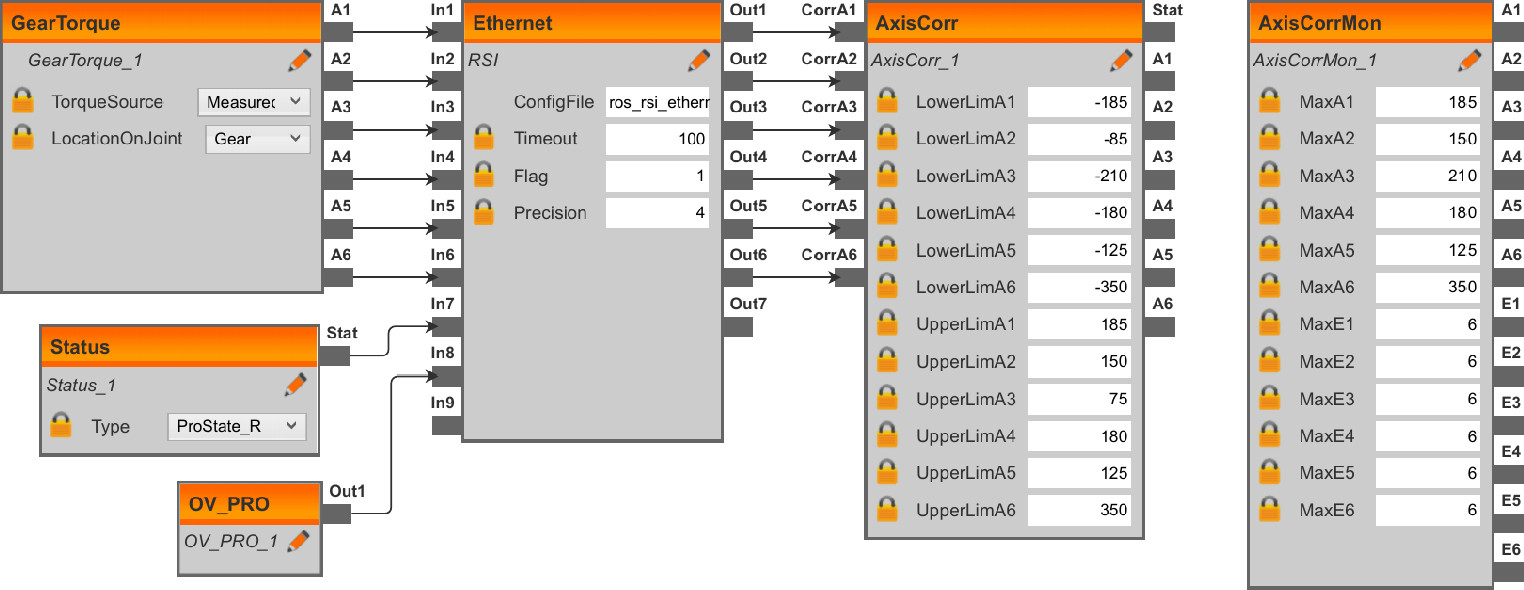 GearTorque
GearTorque_1
TorqueSource Measurec
LocationOnJoint Gear
A1
A2
A3
A4
A5
A6
Status
Status_1
Type ProState_R
Stat
OV_PRO
OV_PRO_1
Out1
In1
In2
In3
In4
In5
In6
In7
In8
In9
Ethernet
RSI
ConfigFile ros_rsi_ethern
Timeout 100
Flag 1
Precision 4
Out1
Out2
Out3
Out4
Out5
Out6
Out7
CorrA1
CorrA2
CorrA3
CorrA4
CorrA5
CorrA6
AxisCorr
AxisCorr_1
LowerLimA1 -185
LowerLimA2 -85
LowerLimA3 -210
LowerLimA4 -180
LowerLimA5 -125
LowerLimA6 -350
UpperLimA1 185
UpperLimA2 150
UpperLimA3 75
UpperLimA4 180
UpperLimA5 125
UpperLimA6 350
Stat
A1
A2
A3
A4
A5
A6
AxisCorrMon
AxisCorrMon_1
MaxA1 185
MaxA2 150
MaxA3 210
MaxA4 180
MaxA5 125
MaxA6 350
MaxE1 6
MaxE2 6
MaxE3 6
MaxE4 6
MaxE5 6
MaxE6 6
A1
A2
A3
A4
A5
A6
E1
E2
E3
E4
E5
E6